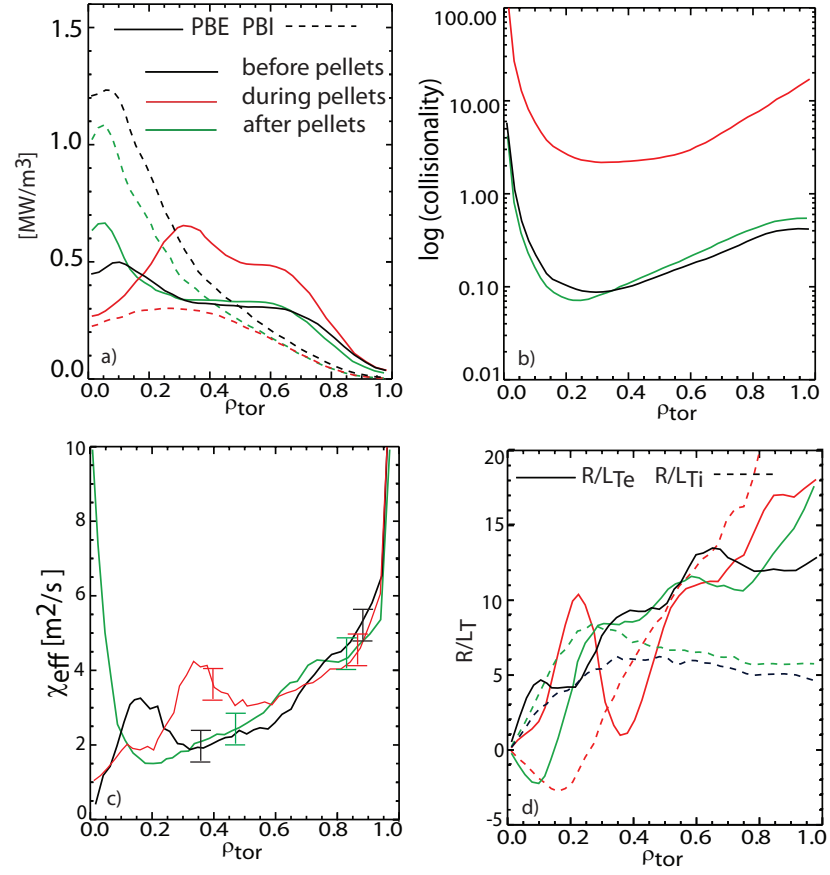 1.5
PBE PBI
before pellets
during pellets
after pellets
1.0
[MW/m3]
0.5
0.0
a)
0.0 0.2 0.4 0.6 0.8 1.0
ρtor
100.00
10.00
1.00
0.10
0.01
log (collisionality)
b)
0.0 0.2 0.4 0.6 0.8 1.0
ρtor
10
8
6
4
2
0
χeff [m2/s]
c)
0.0 0.2 0.4 0.6 0.8 1.0
ρtor
20
R/LTe R/LTi
15
10
5
0
-5
R/LT
d)
0.0 0.2 0.4 0.6 0.8 1.0
ρtor